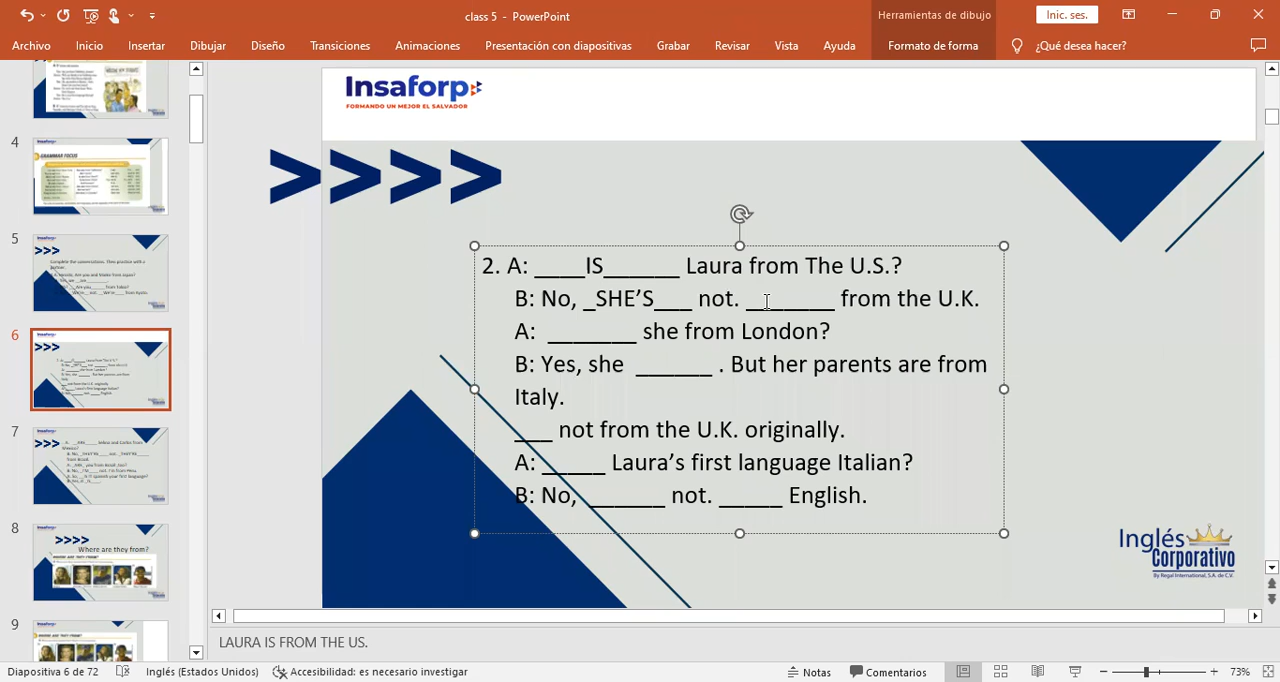 class 5 - PowerPoint
Herramientas de dibujo
Inic. ses.
Archivo Inicio Insertar Dibujar Diseño Transiciones Animaciones Presentación con diapositivas Grabar Revisar Vista Ayuda Formato de forma ¿Qué desea hacer?
Insaforp
FORMANDO UN MEJOR EL SALVADOR
2. A: ____IS______ Laura from The U.S.?
B: No, _SHE’S___ not. _______ from the U.K.
A: _______ she from London?
B: Yes, she ______ . But her parents are from
Italy.
___ not from the U.K. originally.
A: _____ Laura’s first language Italian?
B: No, ______ not. _____ English.
Inglés
Corporativo
By Regal International, S.A. de C.V.
4
GRAMMAR FOCUS
5
6
7
8
Where are they from?
9
LAURA IS FROM THE US.
Diapositiva 6 de 72 Inglés (Estados Unidos) Accesibilidad: es necesario investigar Notas Comentarios 73%